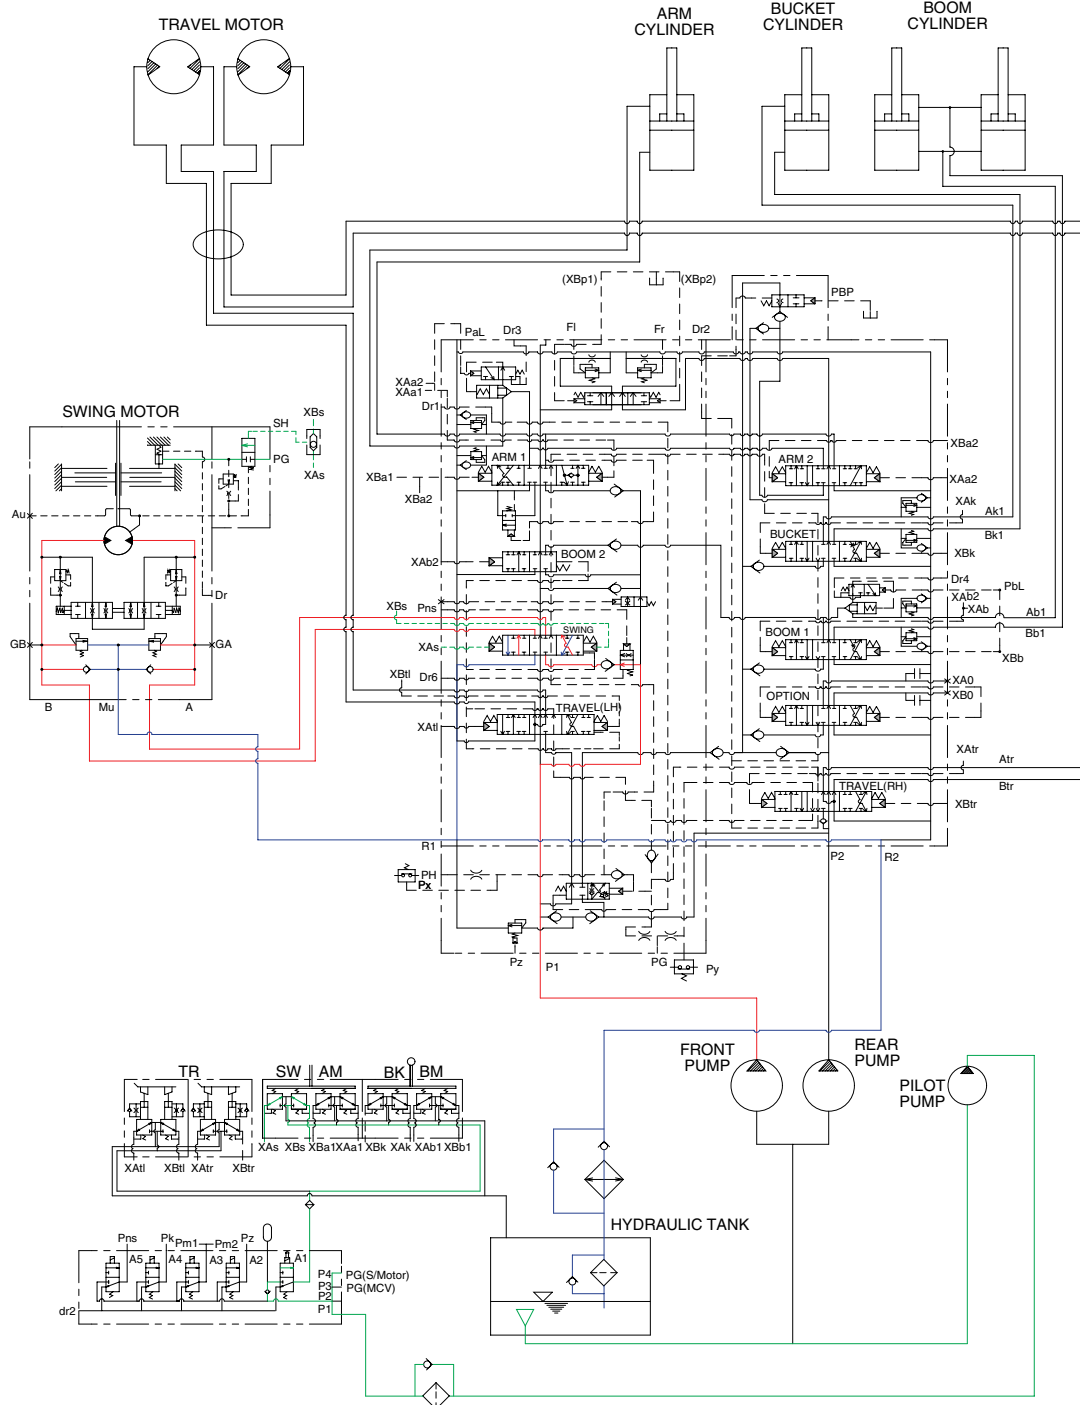 TRAVEL MOTOR
ARM
CYLINDER
BUCKET
CYLINDER
BOOM
CYLINDER
(XBp1)
(XBp2)
PBP
PaL
Dr3
Fl
Fr
Dr2
XAa2
XAa1
Dr1
SWING MOTOR
XBs
SH
PG
XAs
ARM 1
ARM 2
XBa2
XBa1
XBa2
XAa2
XAk
Ak1
Au
BUCKET
Bk1
XBk
BOOM 2
XAb2
Dr
Dr4
PbL
XAb2
XAb
XBs
Pns
Ab1
SWING
BOOM 1
Bb1
GB
GA
XAs
XBb
XBtl
Dr6
XA0
OPTION
XB0
B
Mu
A
TRAVEL(LH)
XAtl
XAtr
Atr
Btr
TRAVEL(RH)
XBtr
R1
P2
R2
PH
Px
Pz
P1
PG
Py
FRONT
PUMP
REAR
PUMP
PILOT
PUMP
TR
SW
AM
BK
BM
XAtl
XBtl
XAtr
XBtr
XAs
XBs
XBa1
XAa1
XBk
XAk
XAb1
XBb1
HYDRAULIC TANK
Pns
Pk
Pm1
Pm2
Pz
A5
A4
A3
A2
A1
P4
PG(S/Motor)
P3
PG(MCV)
P2
P1
dr2